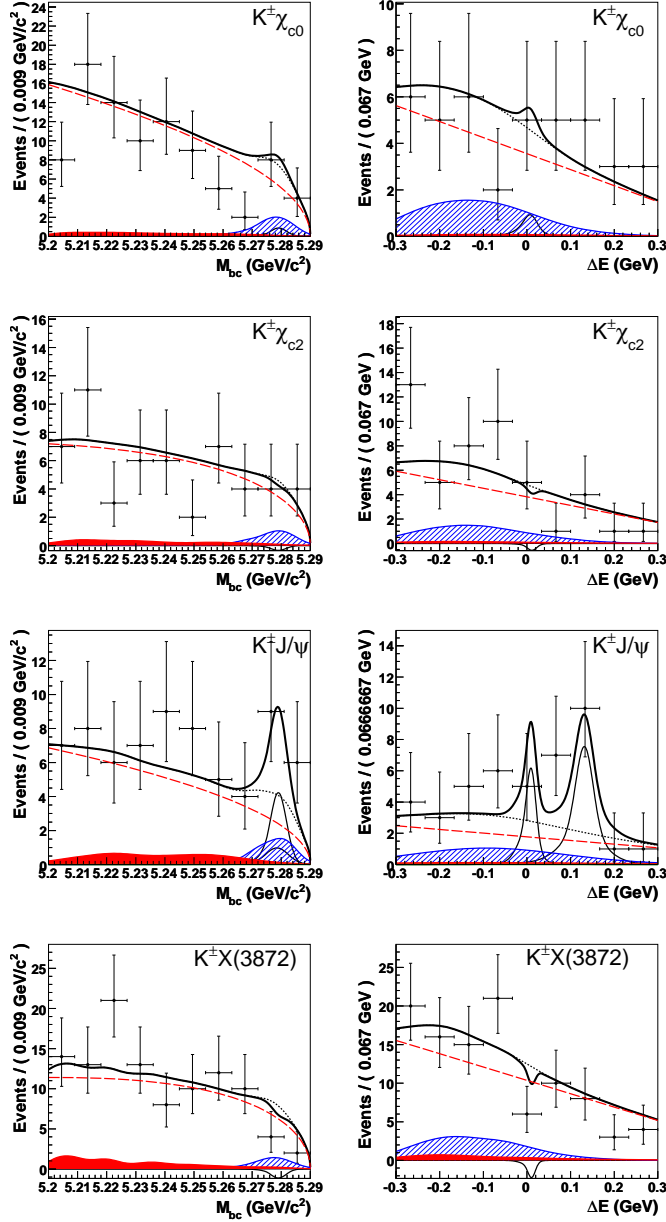 K±χc0
Events / ( 0.009 GeV/c² )
0 2 4 6 8 10 12 14 16 18 20 22 24
5.2 5.21 5.22 5.23 5.24 5.25 5.26 5.27 5.28 5.29
Mbc (GeV/c²)
K±χc0
Events / ( 0.067 GeV )
0 2 4 6 8 10
-0.3 -0.2 -0.1 0 0.1 0.2 0.3
ΔE (GeV)
K±χc2
Events / ( 0.009 GeV/c² )
0 2 4 6 8 10 12 14 16
5.2 5.21 5.22 5.23 5.24 5.25 5.26 5.27 5.28 5.29
Mbc (GeV/c²)
K±χc2
Events / ( 0.067 GeV )
0 2 4 6 8 10 12 14 16 18
-0.3 -0.2 -0.1 0 0.1 0.2 0.3
ΔE (GeV)
K±J/ψ
Events / ( 0.009 GeV/c² )
0 2 4 6 8 10 12
5.2 5.21 5.22 5.23 5.24 5.25 5.26 5.27 5.28 5.29
Mbc (GeV/c²)
K±J/ψ
Events / ( 0.0666667 GeV )
0 2 4 6 8 10 12 14
-0.3 -0.2 -0.1 0 0.1 0.2 0.3
ΔE (GeV)
K±X(3872)
Events / ( 0.009 GeV/c² )
0 5 10 15 20 25
5.2 5.21 5.22 5.23 5.24 5.25 5.26 5.27 5.28 5.29
Mbc (GeV/c²)
K±X(3872)
Events / ( 0.067 GeV )
0 5 10 15 20 25
-0.3 -0.2 -0.1 0 0.1 0.2 0.3
ΔE (GeV)